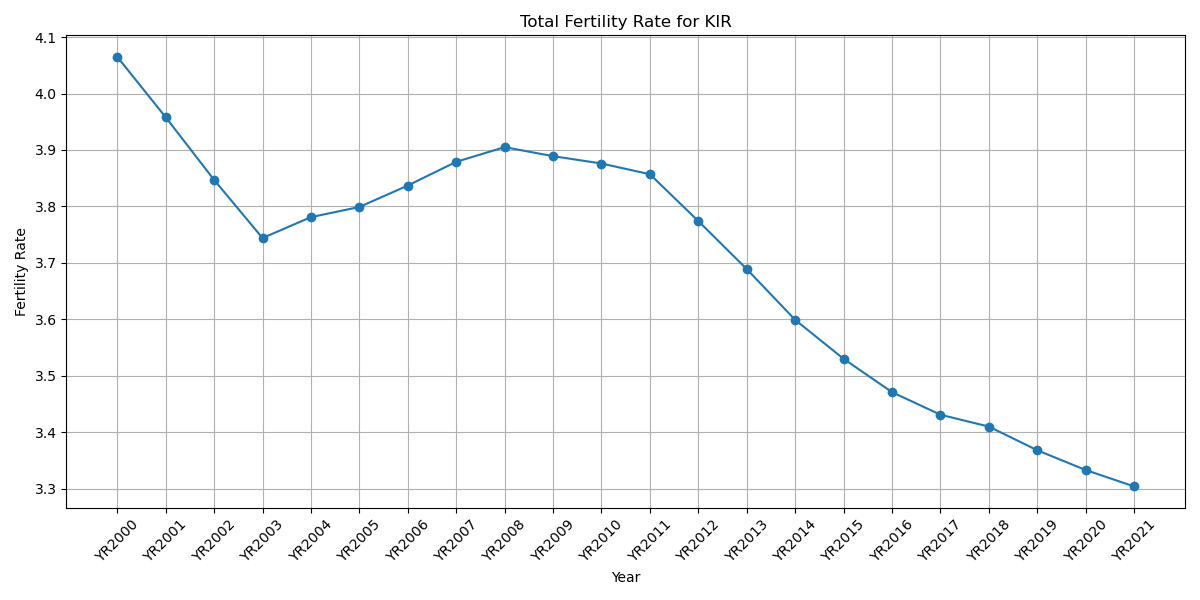 Total Fertility Rate for KIR
4.1
4.0
3.9
3.8
3.7
3.6
3.5
3.4
3.3
Fertility Rate
YR2000
YR2001
YR2002
YR2003
YR2004
YR2005
YR2006
YR2007
YR2008
YR2009
YR2010
YR2011
YR2012
YR2013
YR2014
YR2015
YR2016
YR2017
YR2018
YR2019
YR2020
YR2021
Year